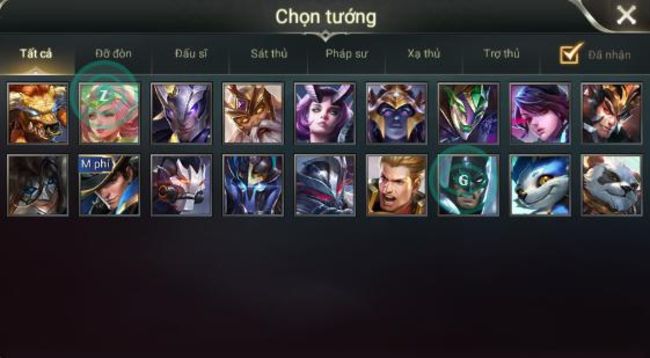 Chọn tướng
Tất cả Đỡ đòn Đấu sĩ Sát thủ Pháp sư Xạ thủ Trợ thủ Đã nhận
Z
M phí
G